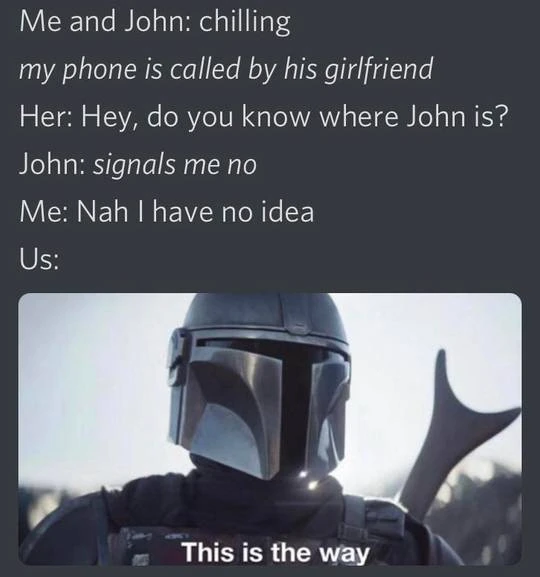 Me and John: chilling
my phone is called by his girlfriend
Her: Hey, do you know where John is?
John: signals me no
Me: Nah I have no idea
Us:
This is the way